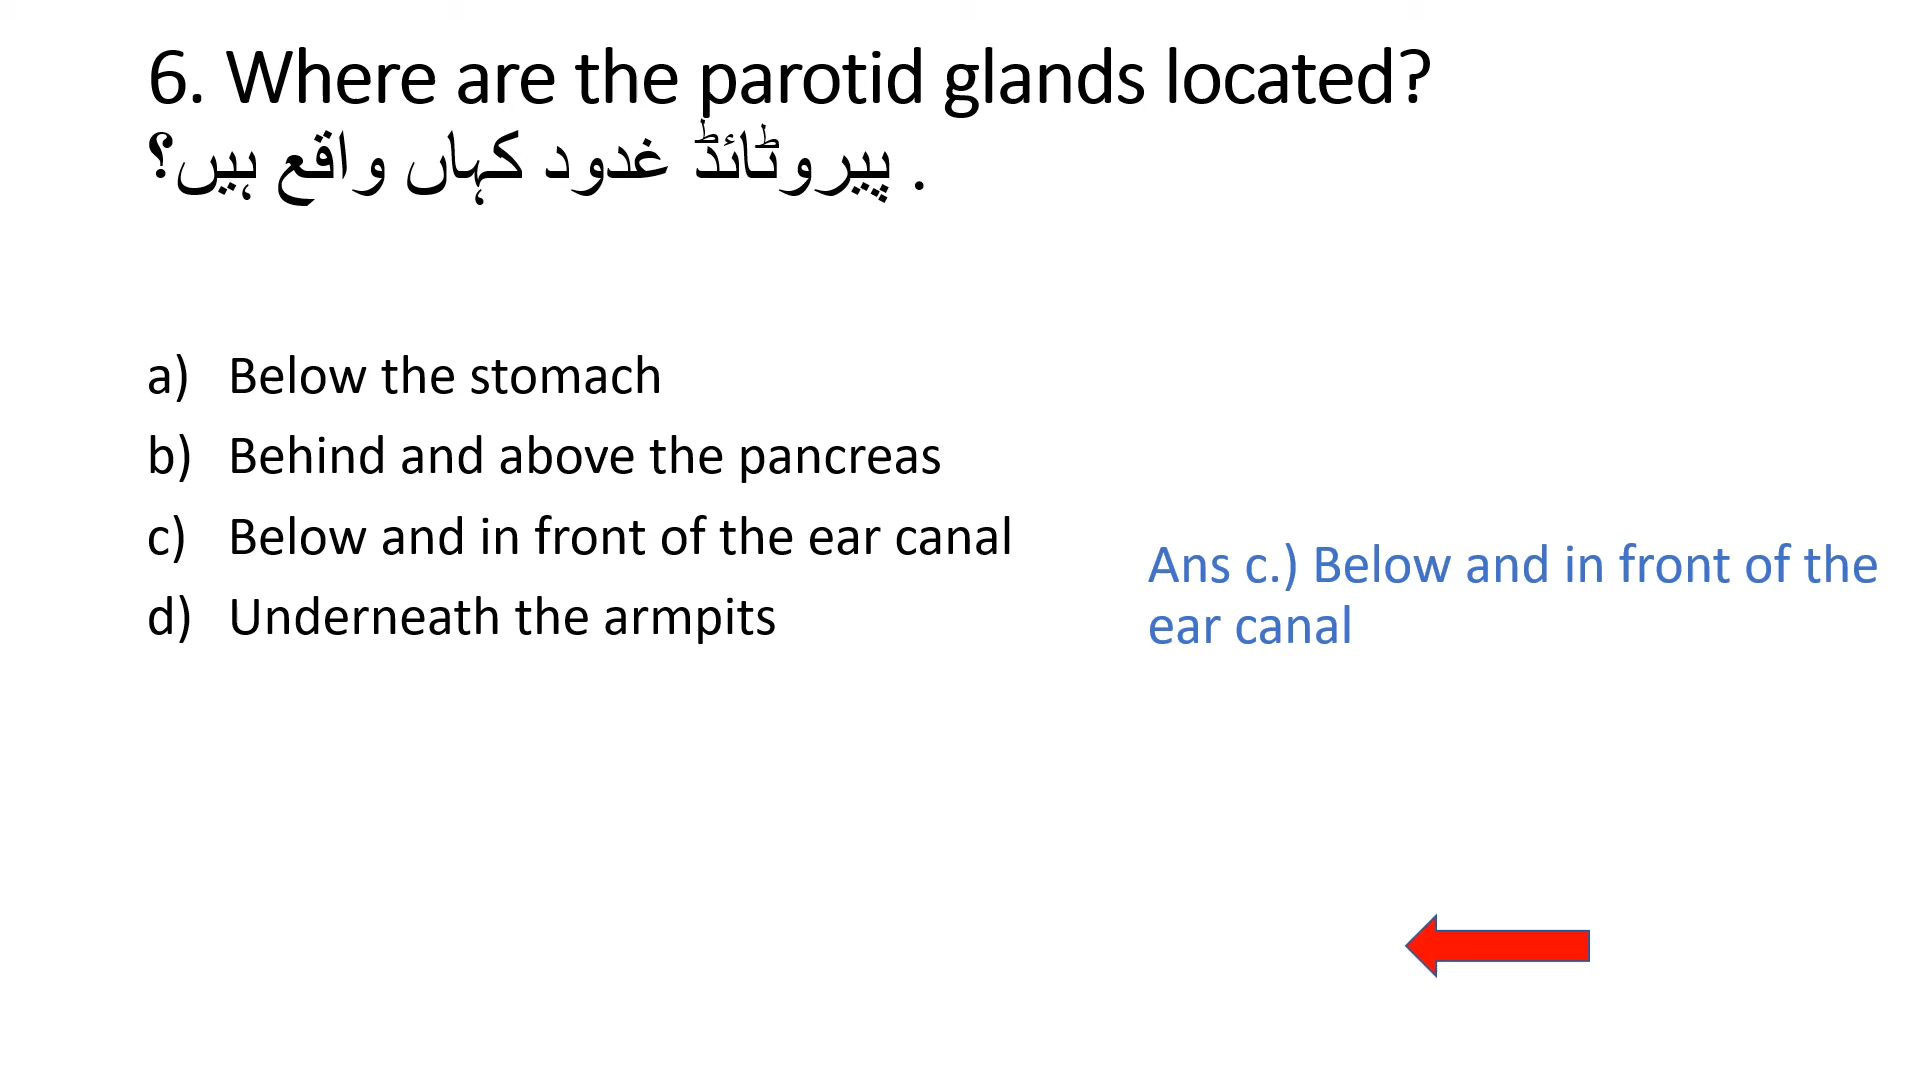 6. Where are the parotid glands located?
پیروٹائڈ غدود کہاں واقع ہیں؟ .
a) Below the stomach
b) Behind and above the pancreas
c) Below and in front of the ear canal
d) Underneath the armpits
Ans c.) Below and in front of the
ear canal